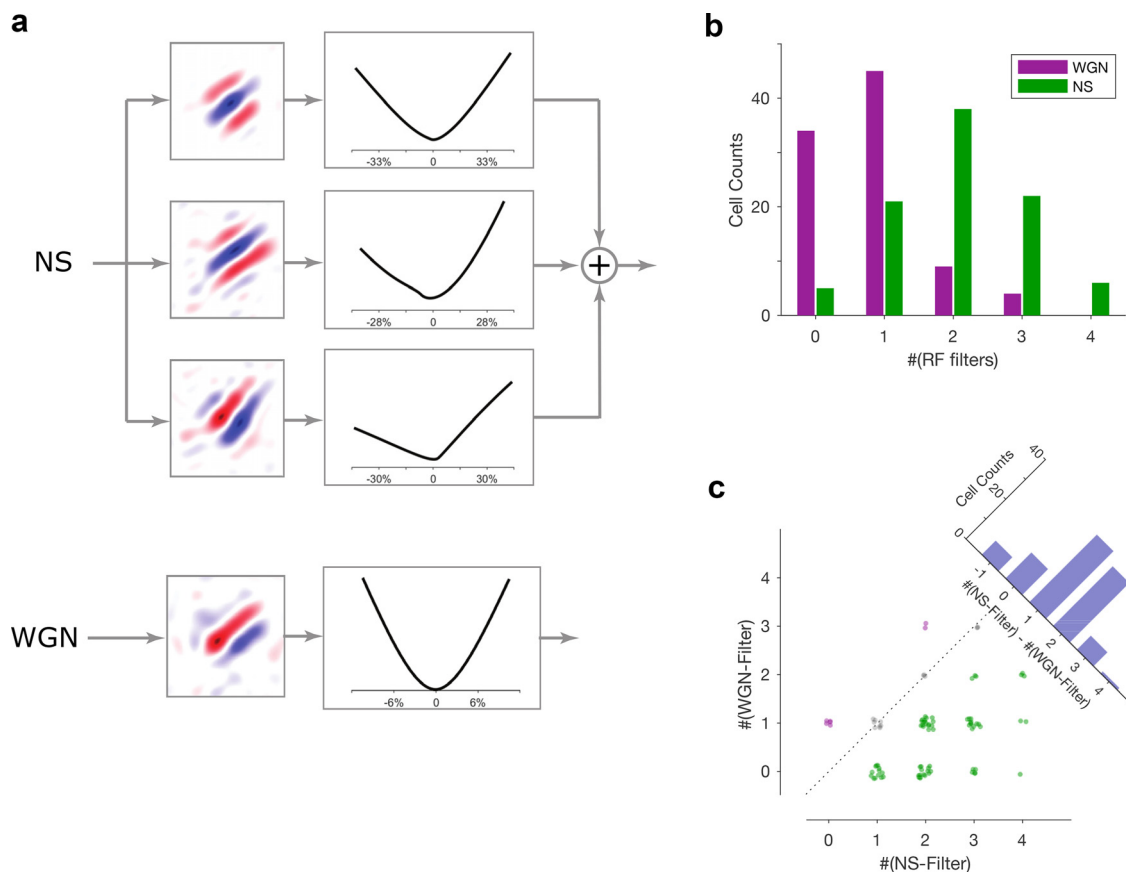 a
NS
-33% 0 33%
-28% 0 28%
+
-30% 0 30%
WGN
-6% 0 6%
b
WGN
NS
Cell Counts
40
20
0
0 1 2 3 4
#(RF filters)
c
Cell Counts
0 20 40
-1 0 1 2 3 4
#(NS-Filter) - #(WGN-Filter)
#(WGN-Filter)
4
3
2
1
0
0 1 2 3 4
#(NS-Filter)